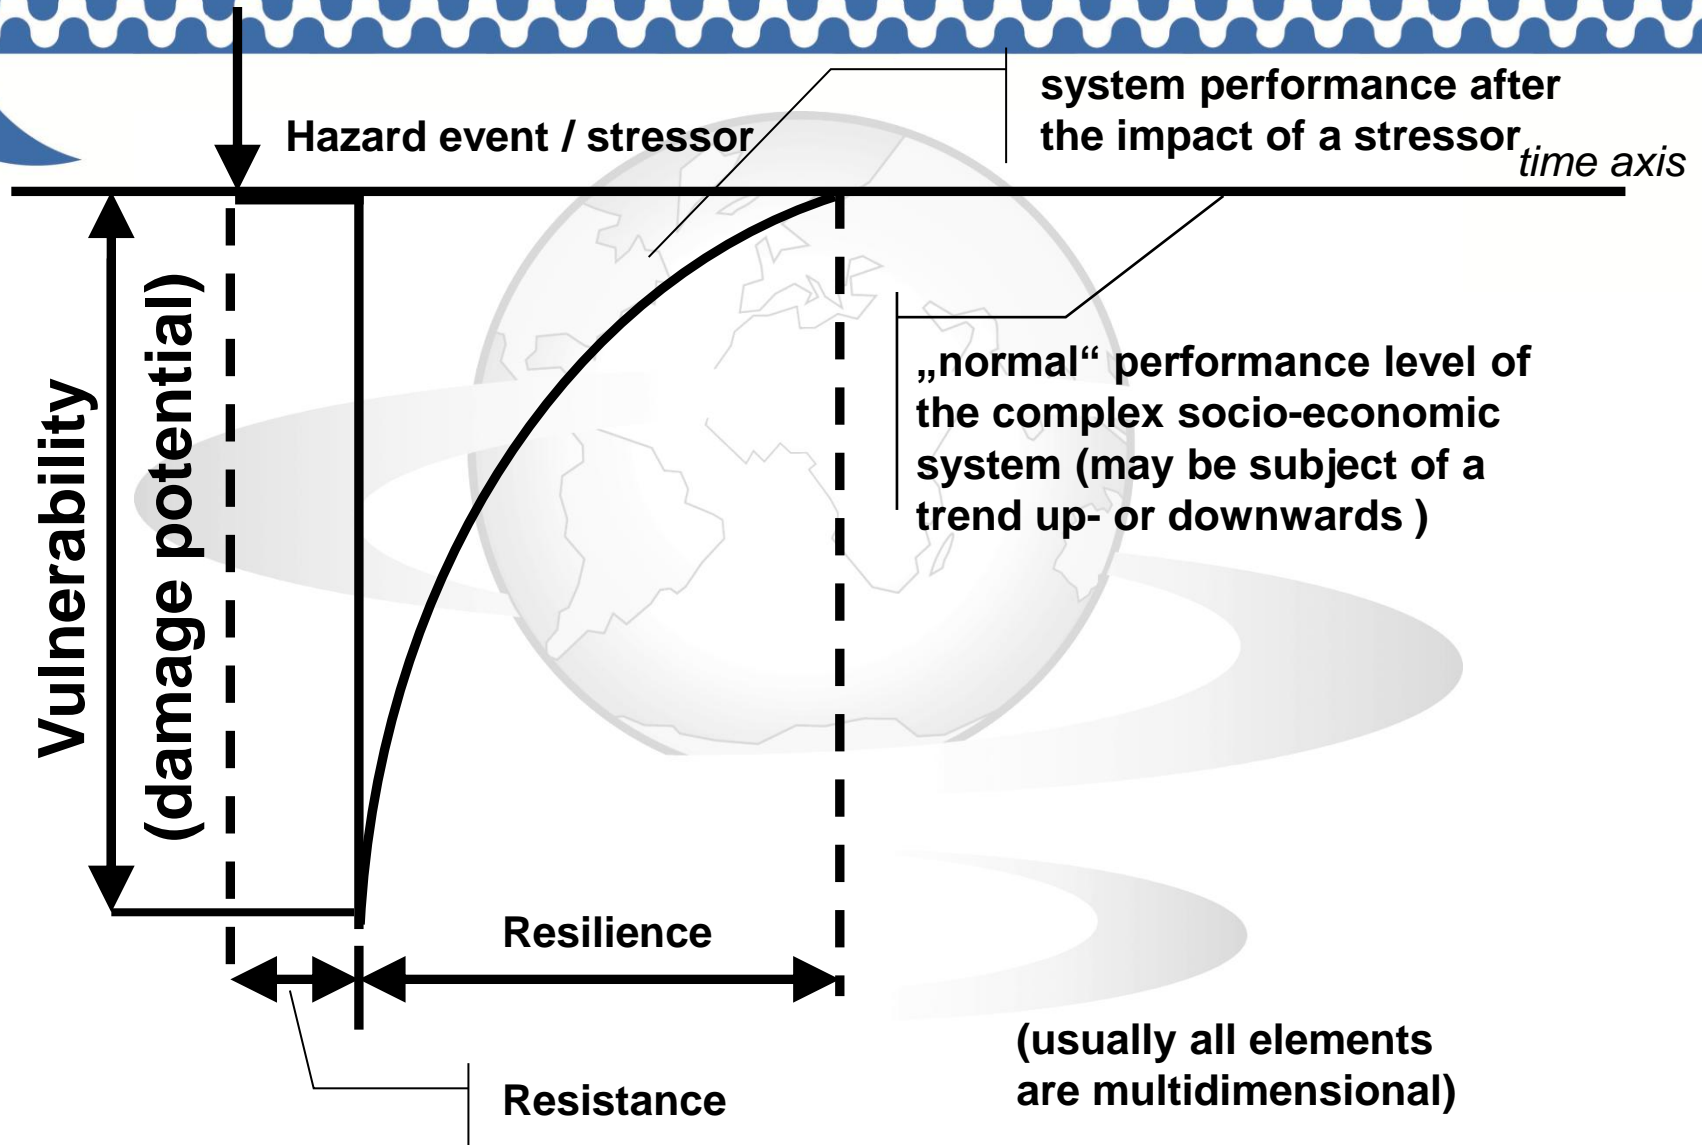 system performance after
the impact of a stressor
Hazard event / stressor
time axis
Vulnerability
(damage potential)
„normal“ performance level of
the complex socio-economic
system (may be subject of a
trend up- or downwards )
Resilience
Resistance
(usually all elements
are multidimensional)